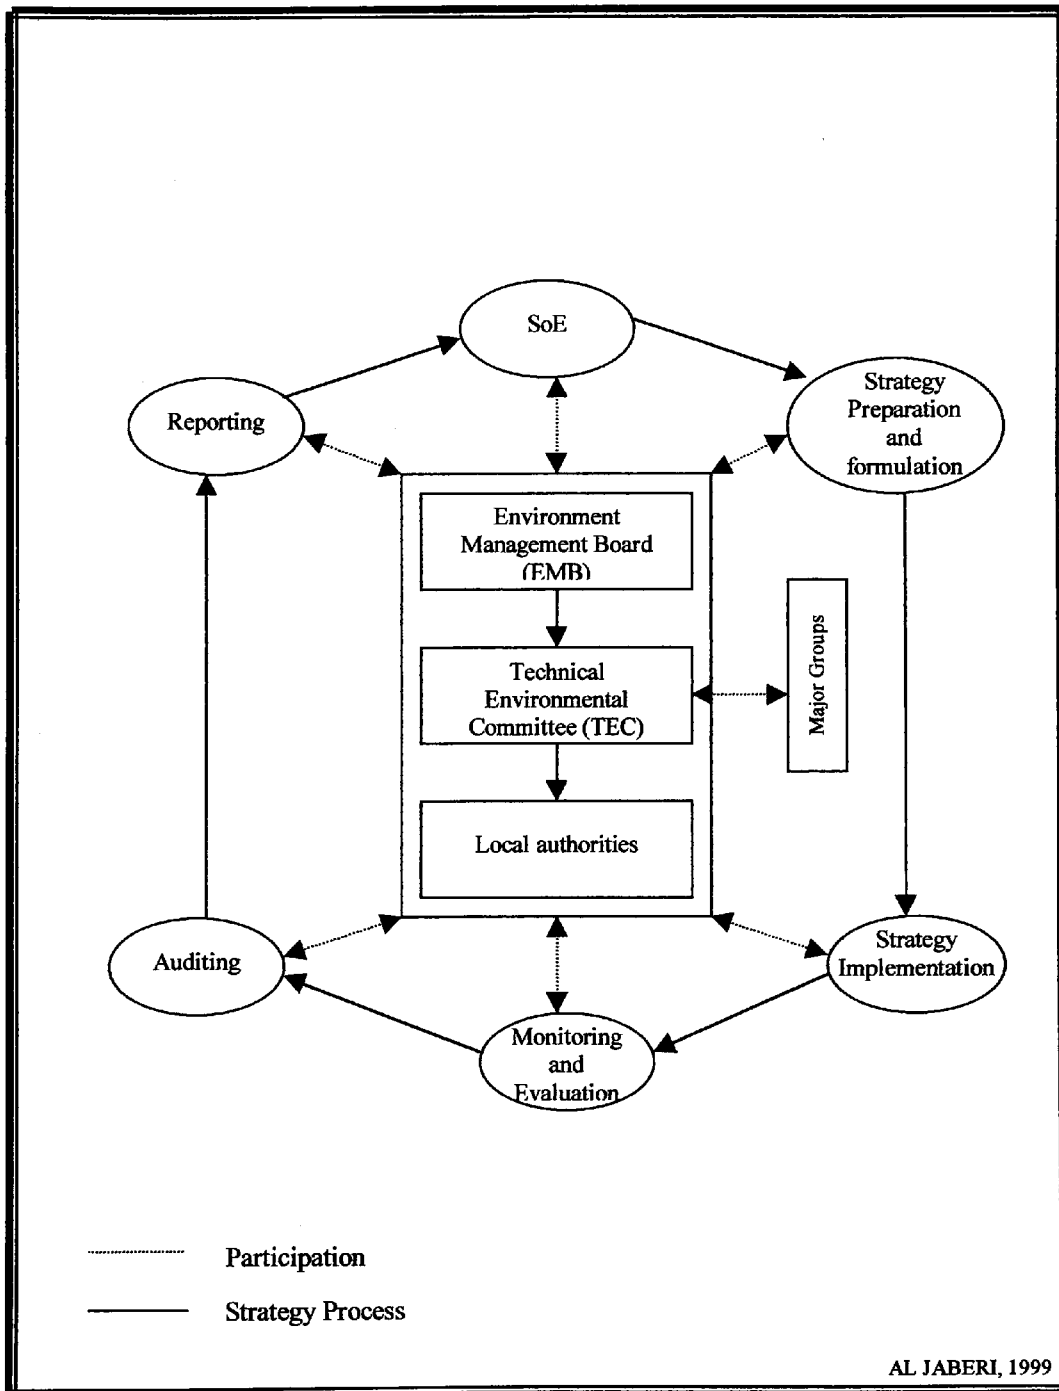 SoE
Strategy
Preparation
and
formulation
Reporting
Environment
Management Board
(EMB)
Technical
Environmental
Committee (TEC)
Major Groups
Local authorities
Auditing
Strategy
Implementation
Monitoring
and
Evaluation
Participation
Strategy Process
AL JABERI, 1999